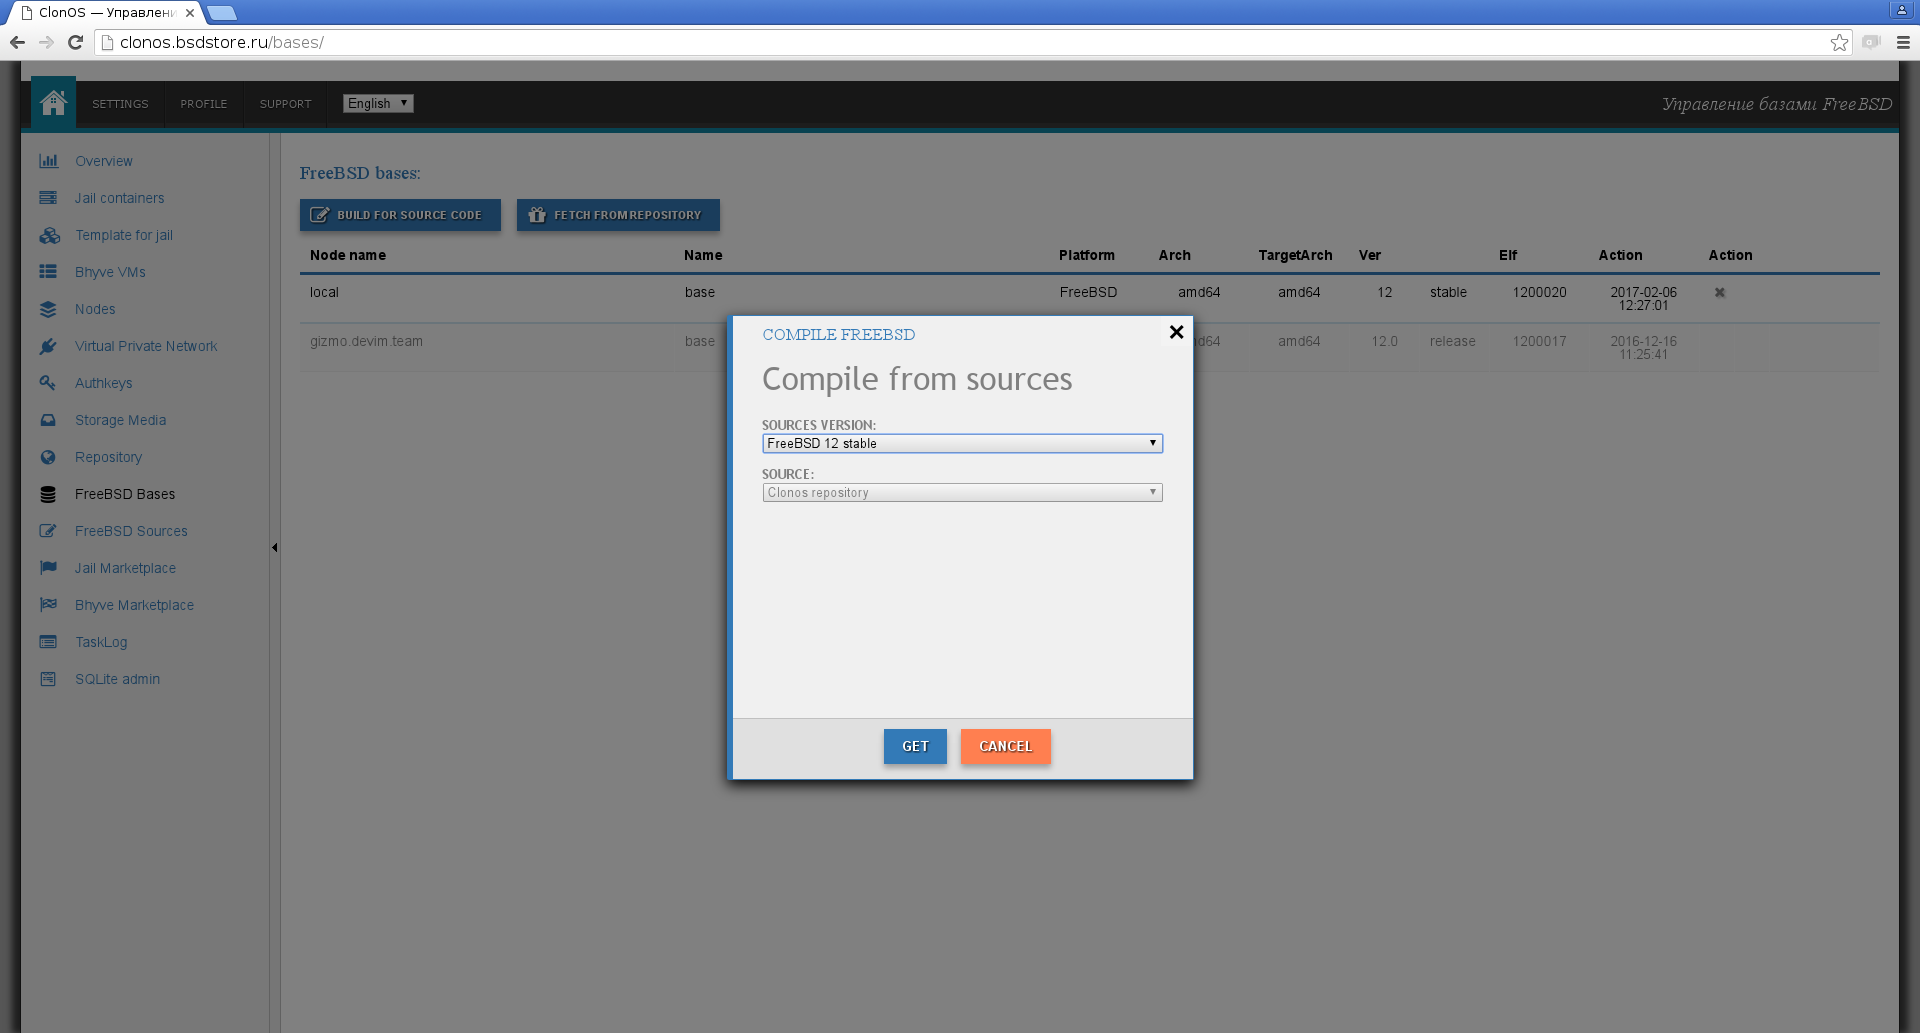 ClonOS — Управлени
clonos.bsdstore.ru/bases/
SETTINGS PROFILE SUPPORT English Управление базами FreeBSD
Overview
Jail containers
Template for jail
Bhyve VMs
Nodes
Virtual Private Network
Authkeys
Storage Media
Repository
FreeBSD Bases
FreeBSD Sources
Jail Marketplace
Bhyve Marketplace
TaskLog
SQLite admin
FreeBSD bases:
BUILD FOR SOURCE CODE FETCH FROM REPOSITORY
Node name Name Platform Arch TargetArch Ver Elf Action Action
local base FreeBSD amd64 amd64 12 stable 1200020 2017-02-06
12:27:01
gizmo.devim.team base nd64 amd64 12.0 release 1200017 2016-12-16
11:25:41
COMPILE FREEBSD
Compile from sources
SOURCES VERSION:
FreeBSD 12 stable
SOURCE:
Clonos repository
GET CANCEL